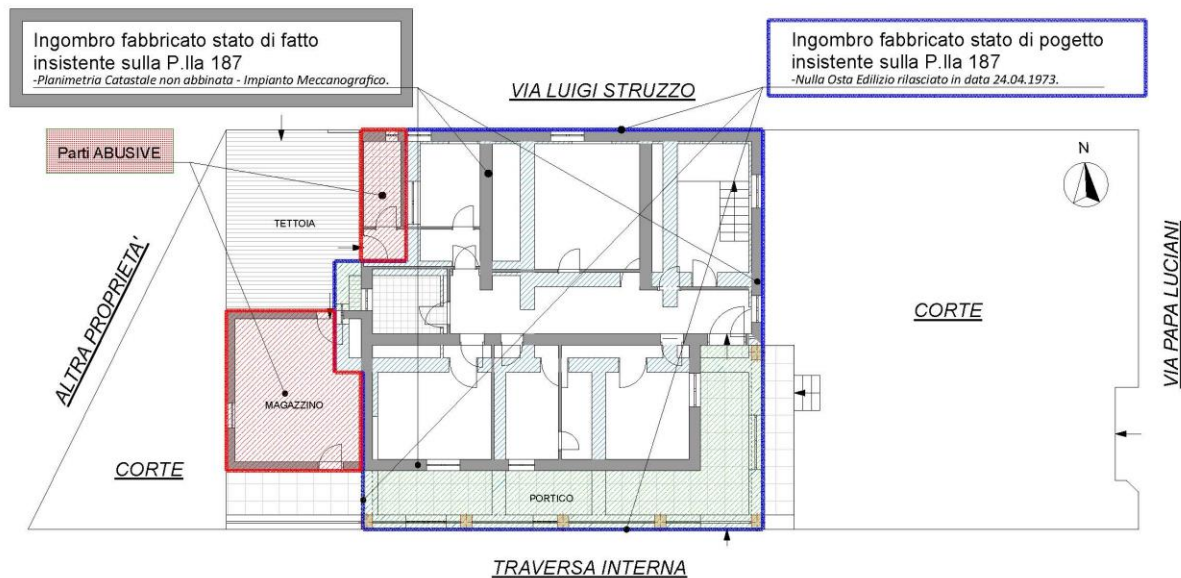 Ingombro fabbricato stato di fatto
insistente sulla P.lla 187
-Planimetria Catastale non abbinata - Impianto Meccanografico.
Ingombro fabbricato stato di pogetto
insistente sulla P.lla 187
-Nulla Osta Edilizio rilasciato in data 24.04.1973.
VIA LUIGI STRUZZO
Parti ABUSIVE
N
TETTOIA
ALTRA PROPRIETA'
CORTE
VIA PAPA LUCIANI
MAGAZZINO
CORTE
PORTICO
TRAVERSA INTERNA